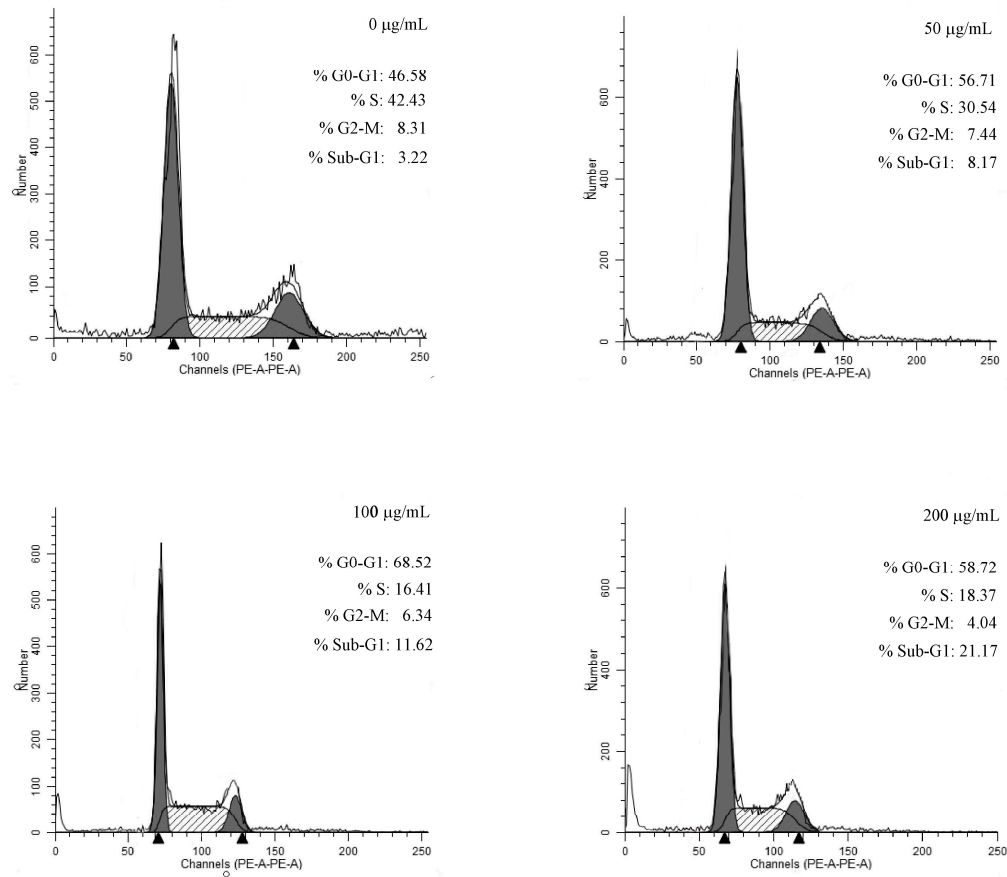 0 μg/mL
% G0-G1: 46.58
% S: 42.43
% G2-M: 8.31
% Sub-G1: 3.22
Number
0 100 200 300 400 500 600
0 50 100 150 200 250
Channels (PE-A-PE-A)
50 μg/mL
% G0-G1: 56.71
% S: 30.54
% G2-M: 7.44
% Sub-G1: 8.17
Number
0 200 400 600
0 50 100 150 200 250
Channels (PE-A-PE-A)
100 μg/mL
% G0-G1: 68.52
% S: 16.41
% G2-M: 6.34
% Sub-G1: 11.62
Number
0 100 200 300 400 500 600
0 50 100 150 200 250
Channels (PE-A-PE-A)
200 μg/mL
% G0-G1: 58.72
% S: 18.37
% G2-M: 4.04
% Sub-G1: 21.17
Number
0 200 400 600
0 50 100 150 200 250
Channels (PE-A-PE-A)